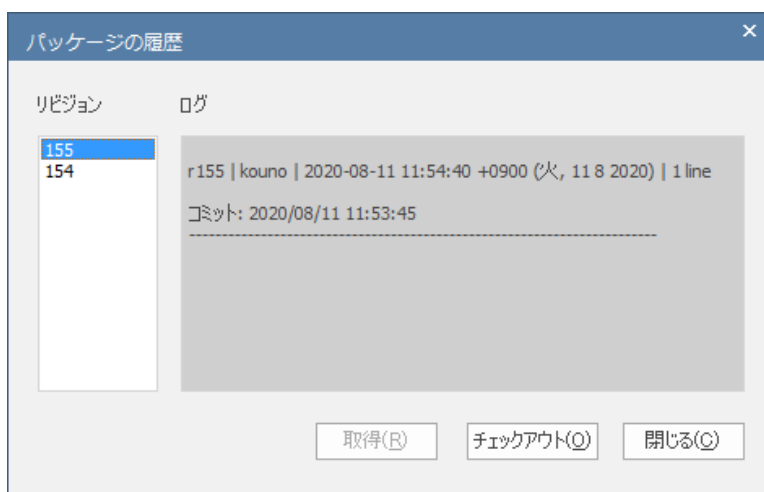 パッケージの履歴
×
リビジョン
ログ
155
154
r155 | kouno | 2020-08-11 11:54:40 +0900 (火, 11 8 2020) | 1 line
コミット: 2020/08/11 11:53:45
--------------------------------------------------------------------------------
取得(R)
チェックアウト(O)
閉じる(C)